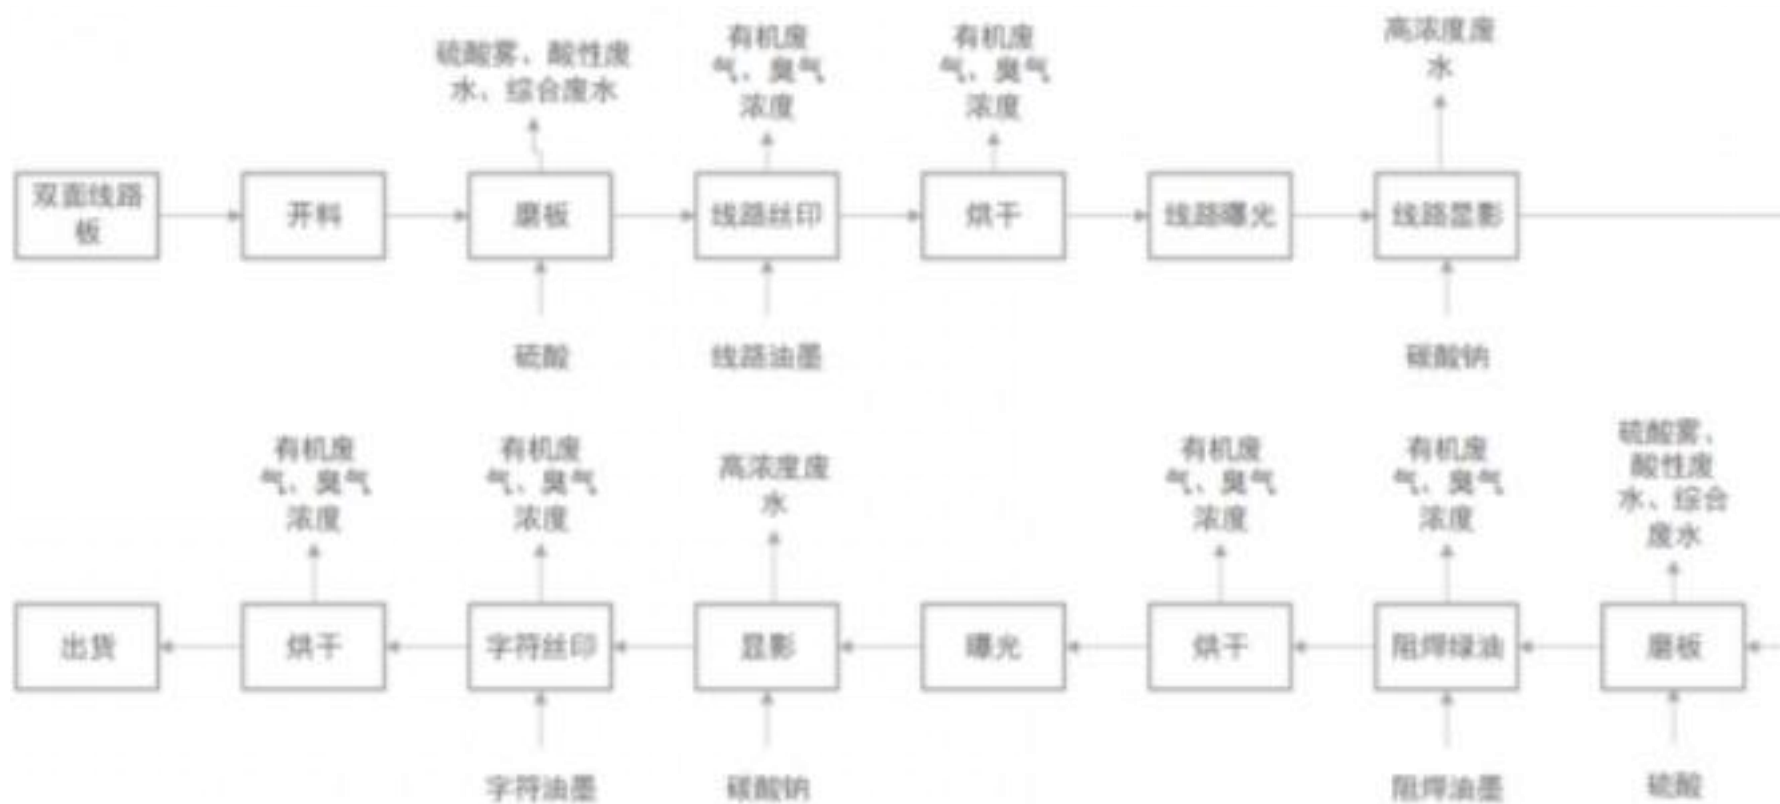 硫酸雾、酸性废
水、综合废水
有机废
气、臭气
浓度
有机废
气、臭气
浓度
高浓度废
水
双面线路
板
开料
磨板
线路丝印
烘干
线路曝光
线路显影
硫酸
线路油墨
碳酸钠
有机废
气、臭气
浓度
有机废
气、臭气
浓度
高浓度废
水
有机废
气、臭气
浓度
有机废
气、臭气
浓度
硫酸雾、
酸性废
水、综合
废水
出货
烘干
字符丝印
显影
曝光
烘干
阻焊绿油
磨板
字符油墨
碳酸钠
阻焊油墨
硫酸